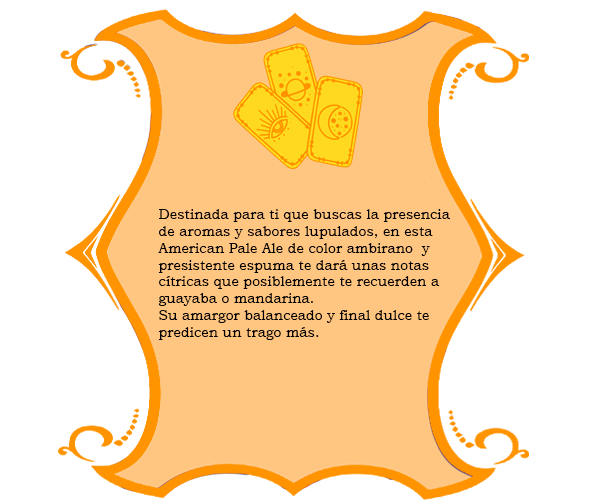 Destinada para ti que buscas la presencia
de aromas y sabores lupulados, en esta
American Pale Ale de color ambirano  y
presistente espuma te dará unas notas
cítricas que posiblemente te recuerden a
guayaba o mandarina.
Su amargor balanceado y final dulce te
predicen un trago más.